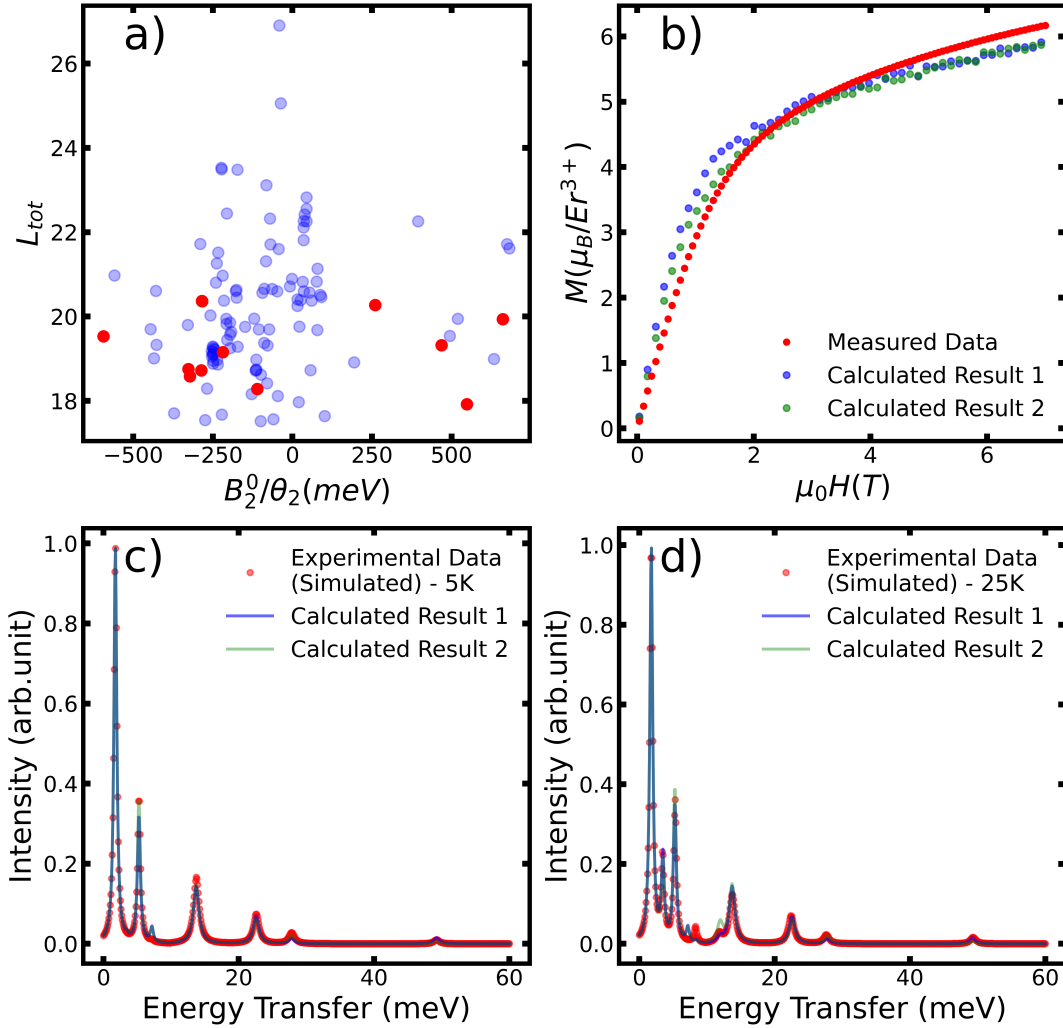 a)
26
24
22
20
18
L_{tot}
−500 −250 0 250 500
B_2^0/θ_2(meV)
b)
6
5
4
3
2
1
0
M(μ_B/Er^{3+})
Measured Data
Calculated Result 1
Calculated Result 2
0 2 4 6
μ_0H(T)
c)
1.0
0.8
0.6
0.4
0.2
0.0
Intensity (arb.unit)
Experimental Data
(Simulated) - 5K
Calculated Result 1
Calculated Result 2
0 20 40 60
Energy Transfer (meV)
d)
1.0
0.8
0.6
0.4
0.2
0.0
Intensity (arb.unit)
Experimental Data
(Simulated) - 25K
Calculated Result 1
Calculated Result 2
0 20 40 60
Energy Transfer (meV)